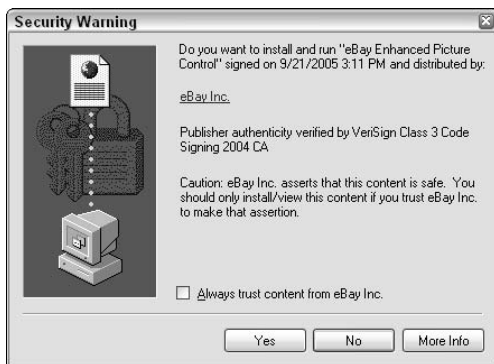 Security Warning
Do you want to install and run "eBay Enhanced Picture
Control" signed on 9/21/2005 3:11 PM and distributed by:
eBay Inc.
Publisher authenticity verified by VeriSign Class 3 Code
Signing 2004 CA
Caution: eBay Inc. asserts that this content is safe. You
should only install/view this content if you trust eBay Inc.
to make that assertion.
Always trust content from eBay Inc.
Yes No More Info